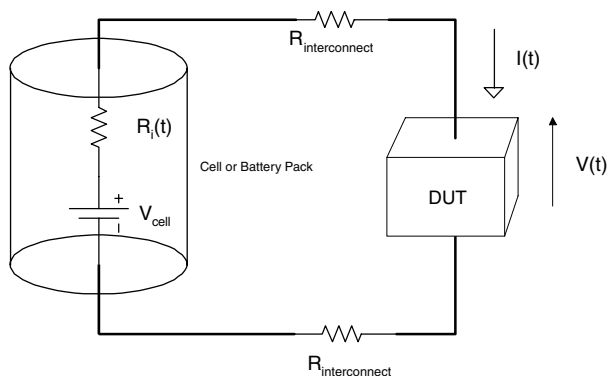 Rinterconnect
I(t)
Ri(t)
Cell or Battery Pack
V(t)
DUT
+
Vcell
–
Rinterconnect